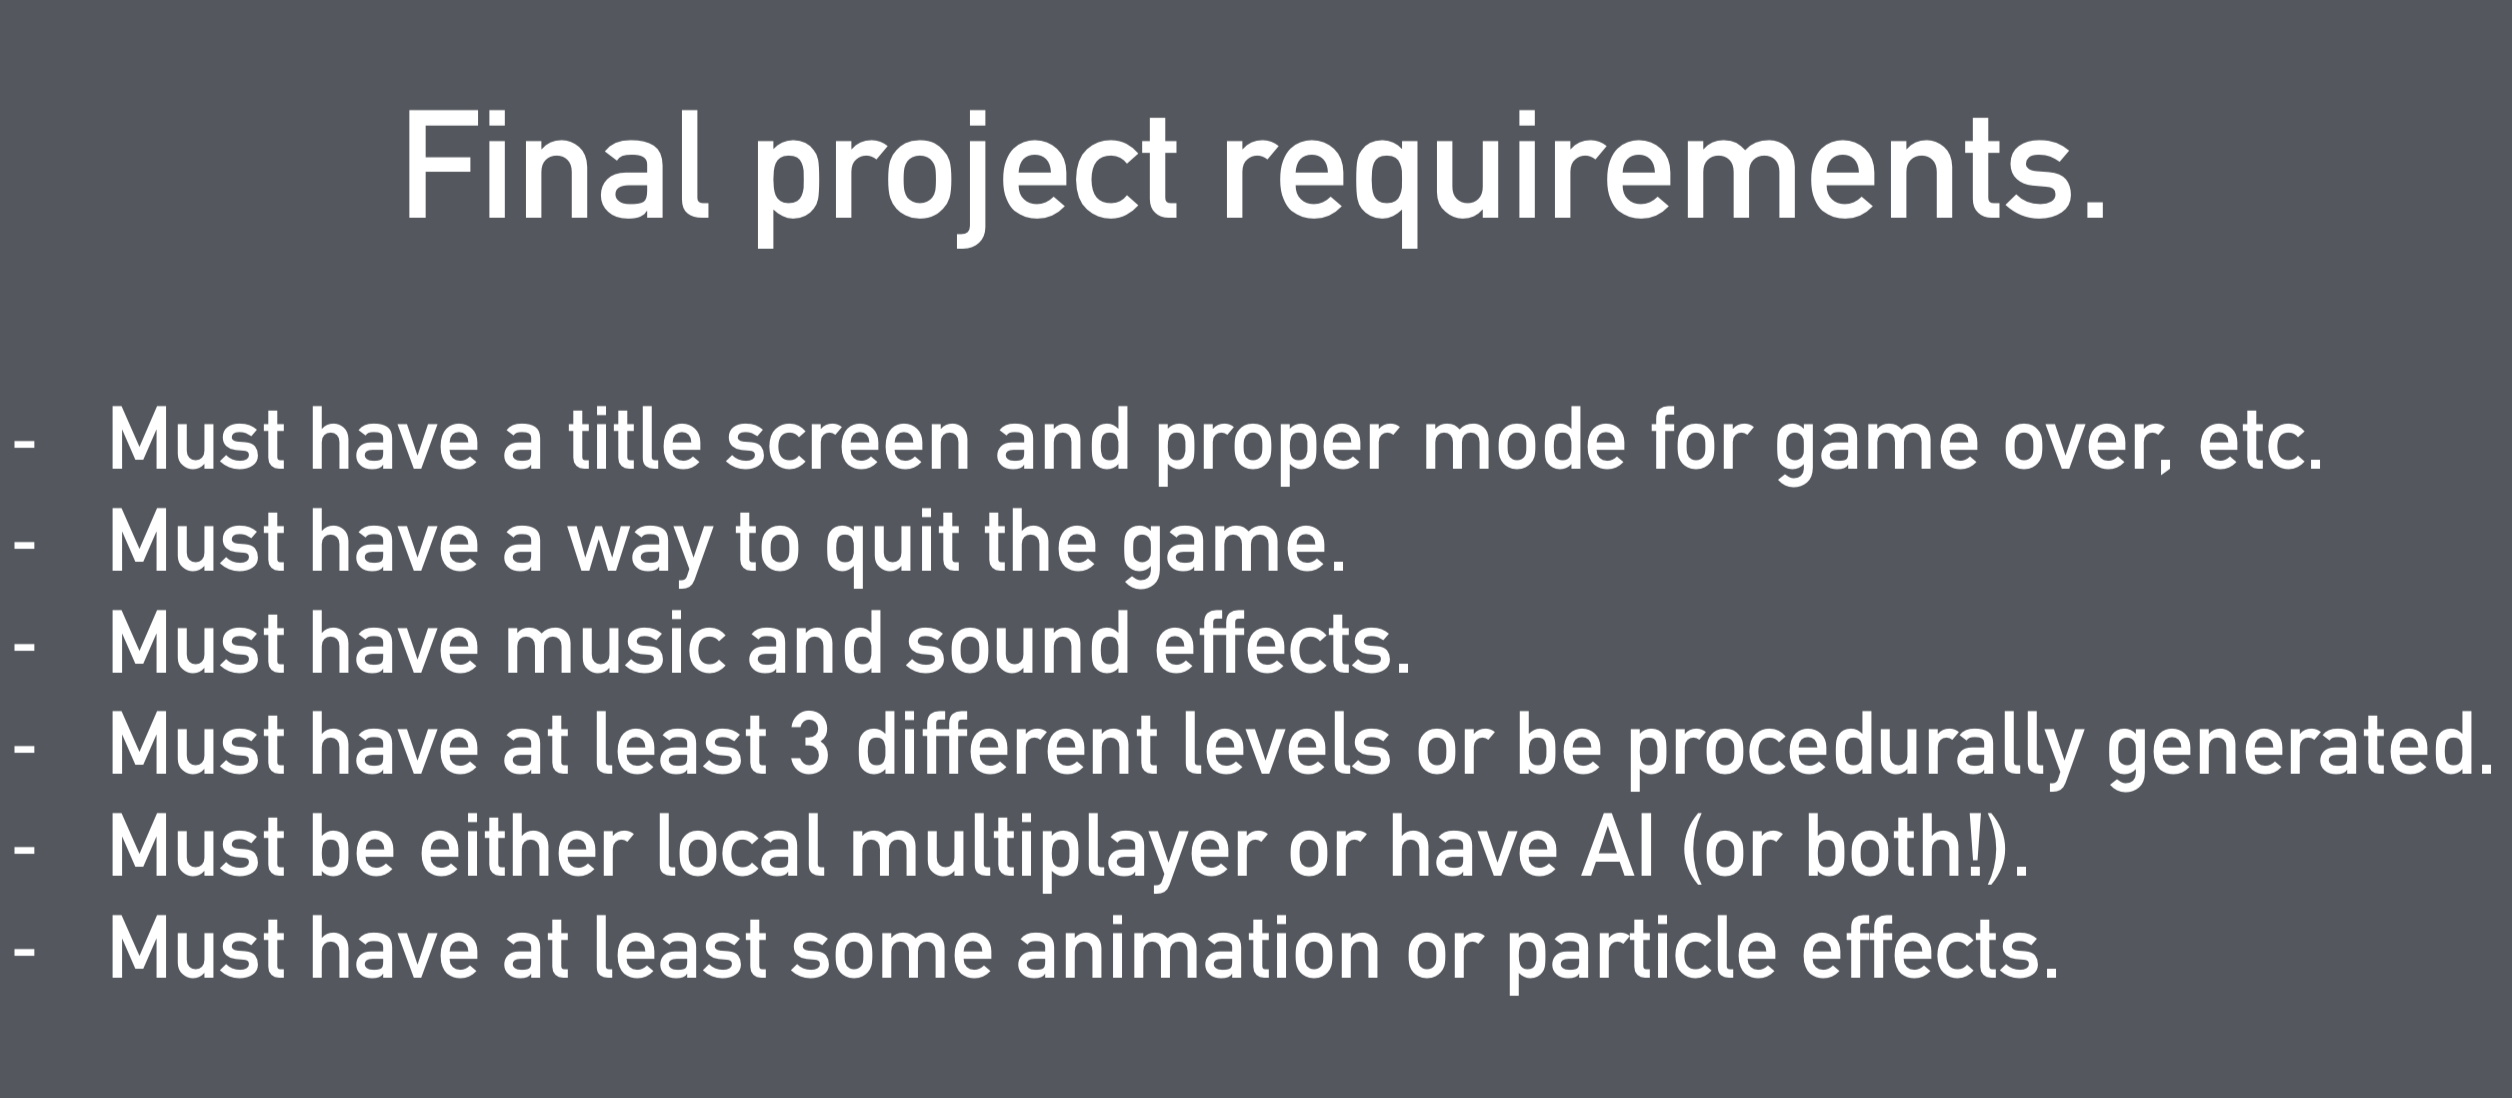 Final project requirements.
- Must have a title screen and proper mode for game over, etc.
- Must have a way to quit the game.
- Must have music and sound effects.
- Must have at least 3 different levels or be procedurally generated.
- Must be either local multiplayer or have AI (or both!).
- Must have at least some animation or particle effects.